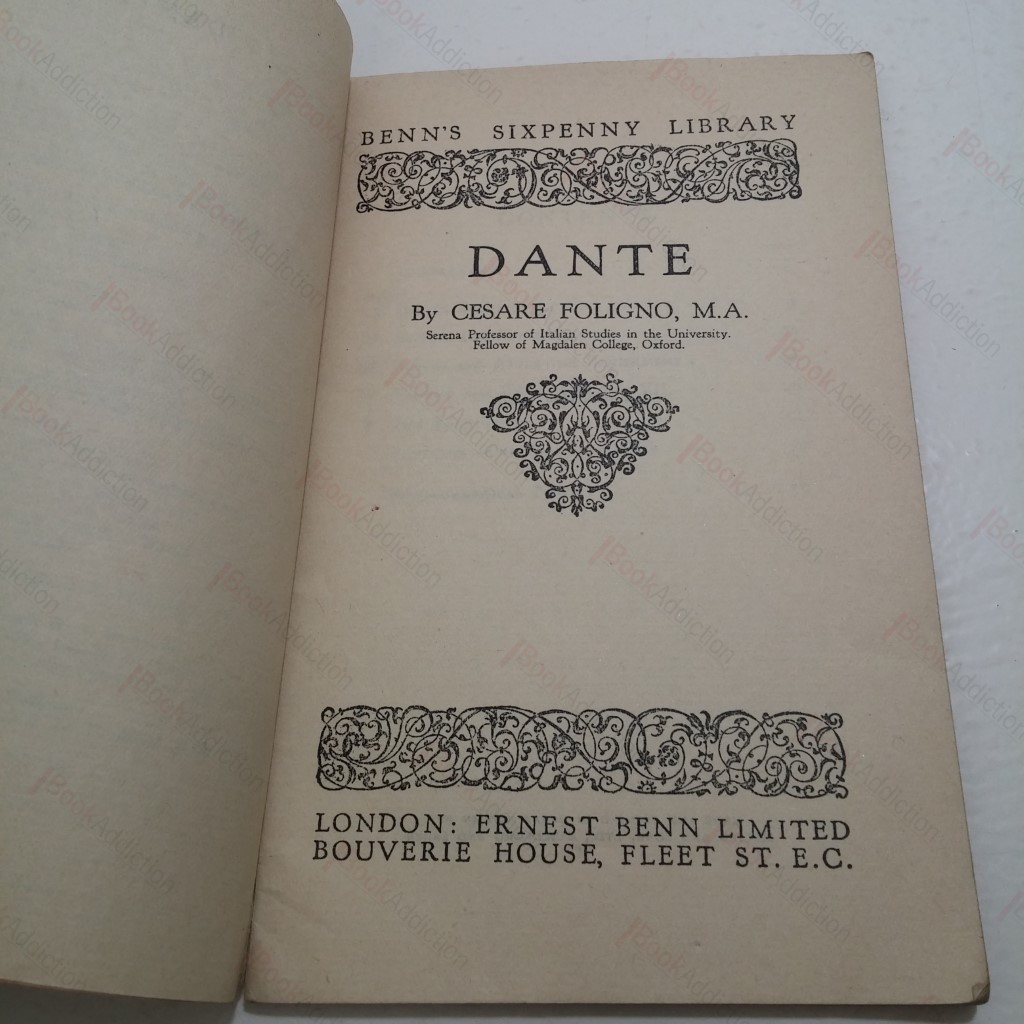 BENN'S SIXPENNY LIBRARY
DANTE
By CESARE FOLIGNO, M.A.
Serena Professor of Italian Studies in the University.
Fellow of Magdalen College, Oxford.
LONDON: ERNEST BENN LIMITED
BOUVERIE HOUSE, FLEET ST. E.C.
iBookAddiction